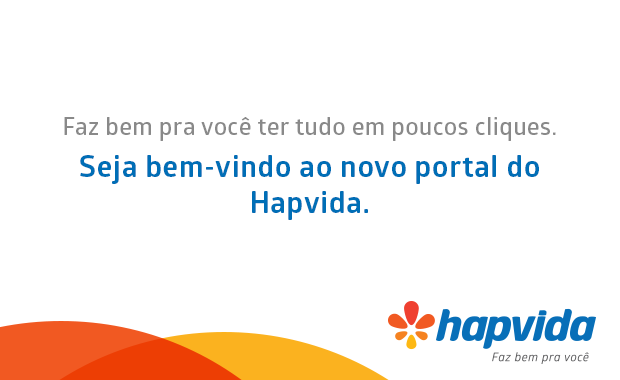 Faz bem pra você ter tudo em poucos cliques.
Seja bem-vindo ao novo portal do
Hapvida.
hapvida
Faz bem pra você